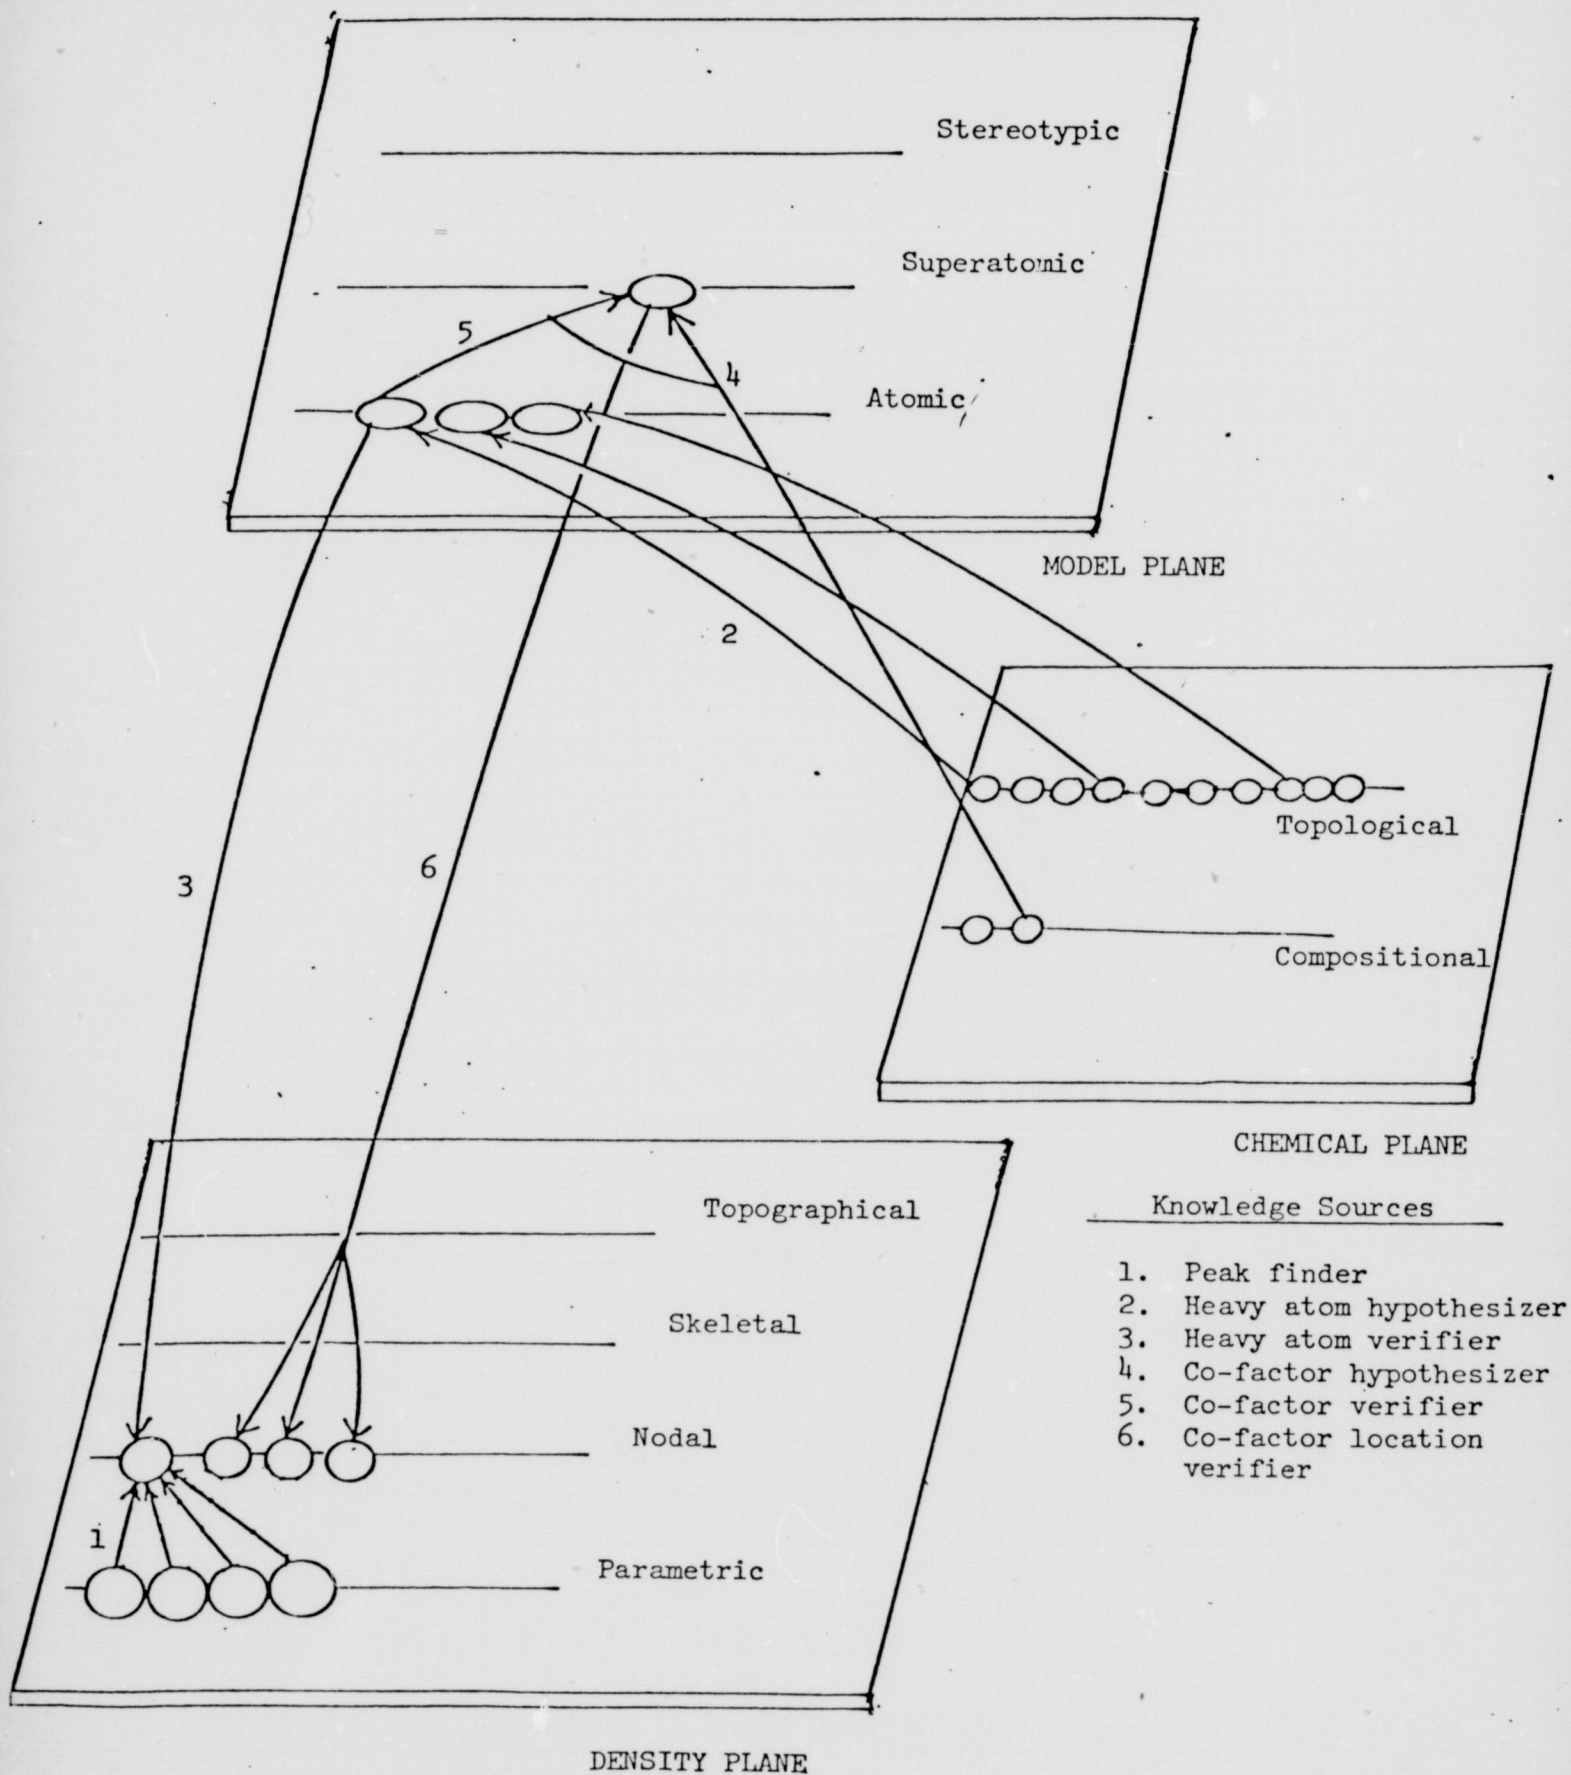 Stereotypic
Superatomic
5
4
Atomic
MODEL PLANE
2
Topological
3
6
Compositional
CHEMICAL PLANE
Topographical
Knowledge Sources
1. Peak finder
2. Heavy atom hypothesizer
3. Heavy atom verifier
4. Co-factor hypothesizer
5. Co-factor verifier
6. Co-factor location
verifier
Skeletal
Nodal
1
Parametric
DENSITY PLANE